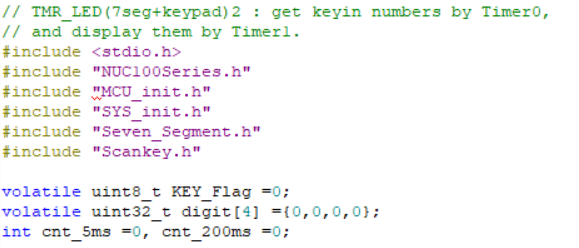 // TMR_LED(7seg+keypad)2 : get keyin numbers by Timer0,
// and display them by Timer1.
#include <stdio.h>
#include "NUC100Series.h"
#include "MCU_init.h"
#include "SYS_init.h"
#include "Seven_Segment.h"
#include "Scankey.h"
volatile uint8_t KEY_Flag =0;
volatile uint32_t digit[4] ={0,0,0,0};
int cnt_5ms =0, cnt_200ms =0;